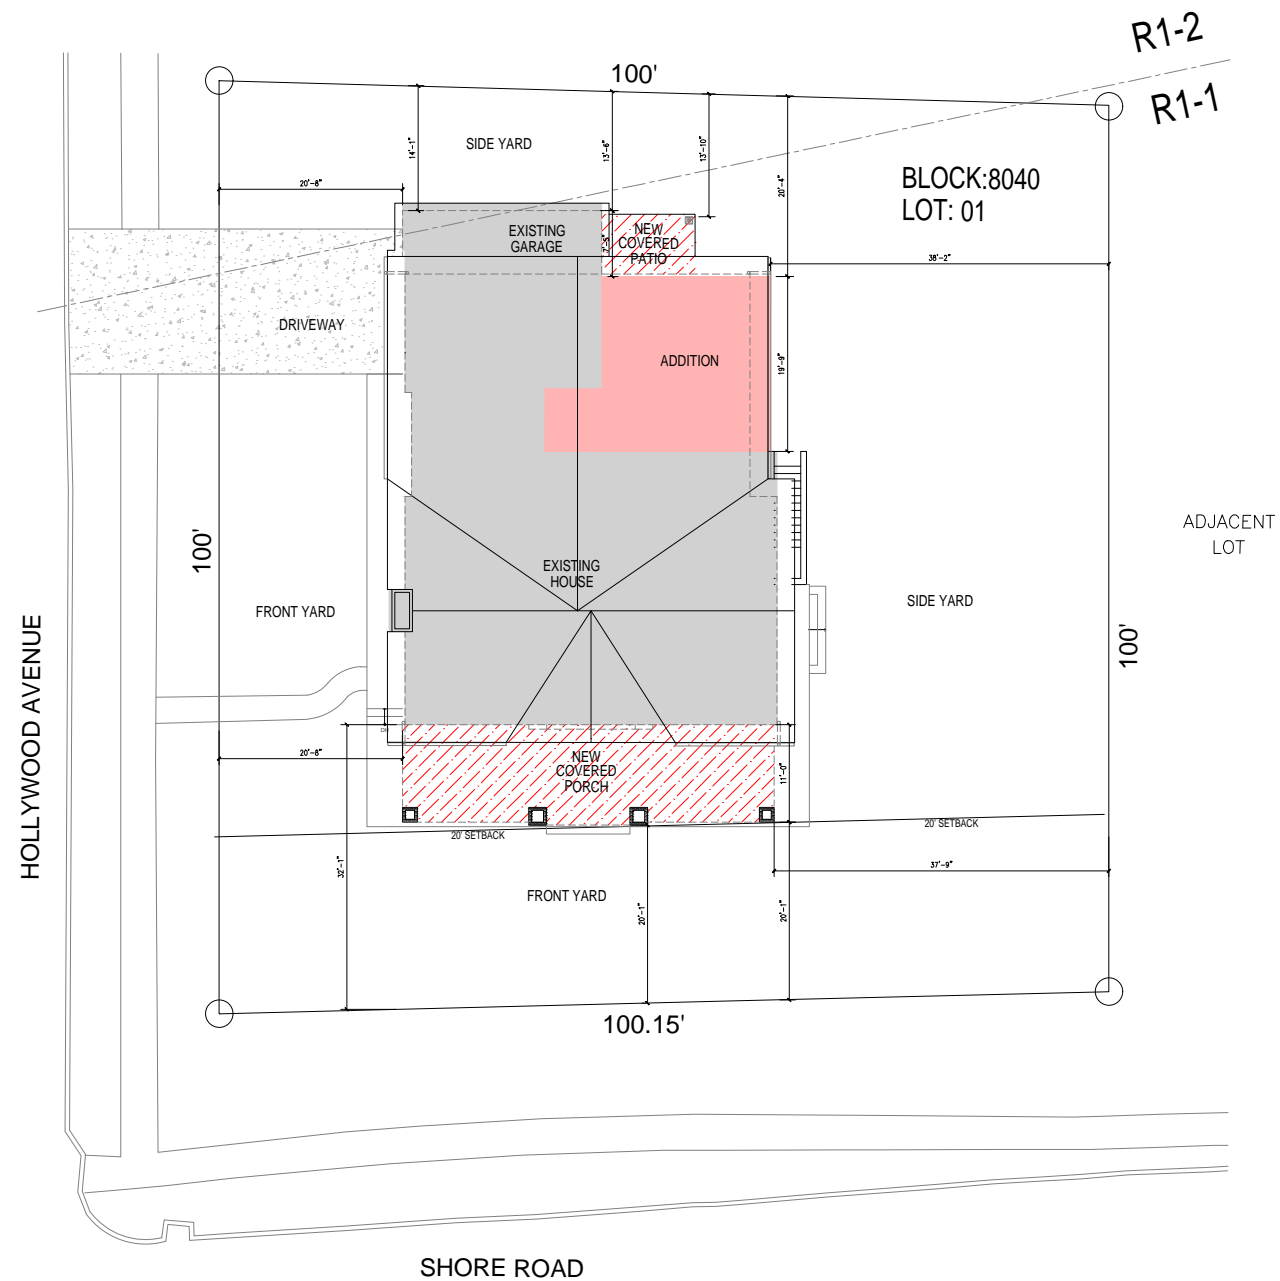 R1-2
100'
R1-1
14'-1"
SIDE YARD
13'-6"
13'-10"
20'-4"
BLOCK:8040
LOT: 01
20'-8"
EXISTING
GARAGE
NEW
COVERED
PATIO
38'-2"
DRIVEWAY
ADDITION
19'-9"
ADJACENT
LOT
100'
EXISTING
HOUSE
SIDE YARD
FRONT YARD
100'
HOLLYWOOD AVENUE
20'-8"
NEW
COVERED
PORCH
11'-0"
20' SETBACK
20' SETBACK
32'-1"
37'-9"
FRONT YARD
20'-1"
20'-1"
100.15'
SHORE ROAD